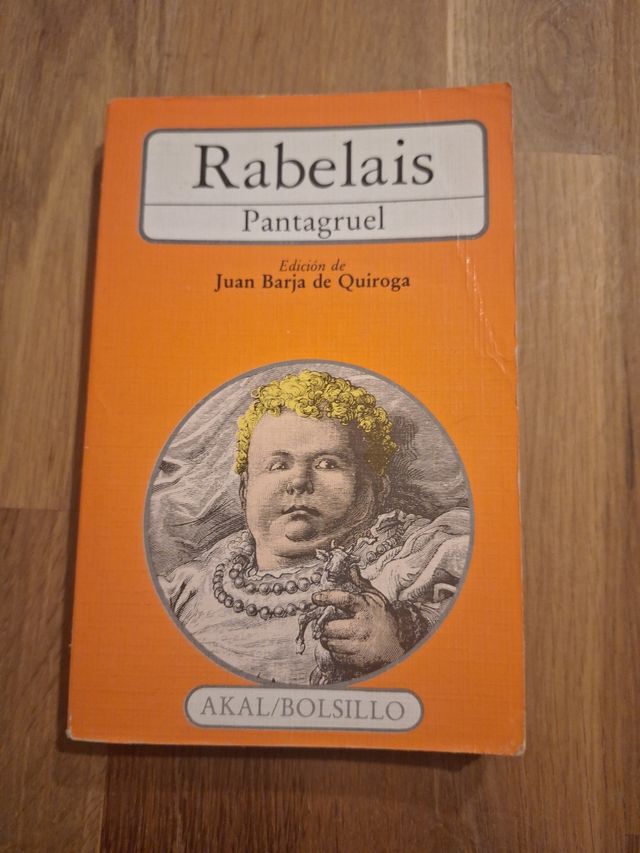 Rabelais
Pantagruel
Edición de
Juan Barja de Quiroga
AKAL/BOLSILLO